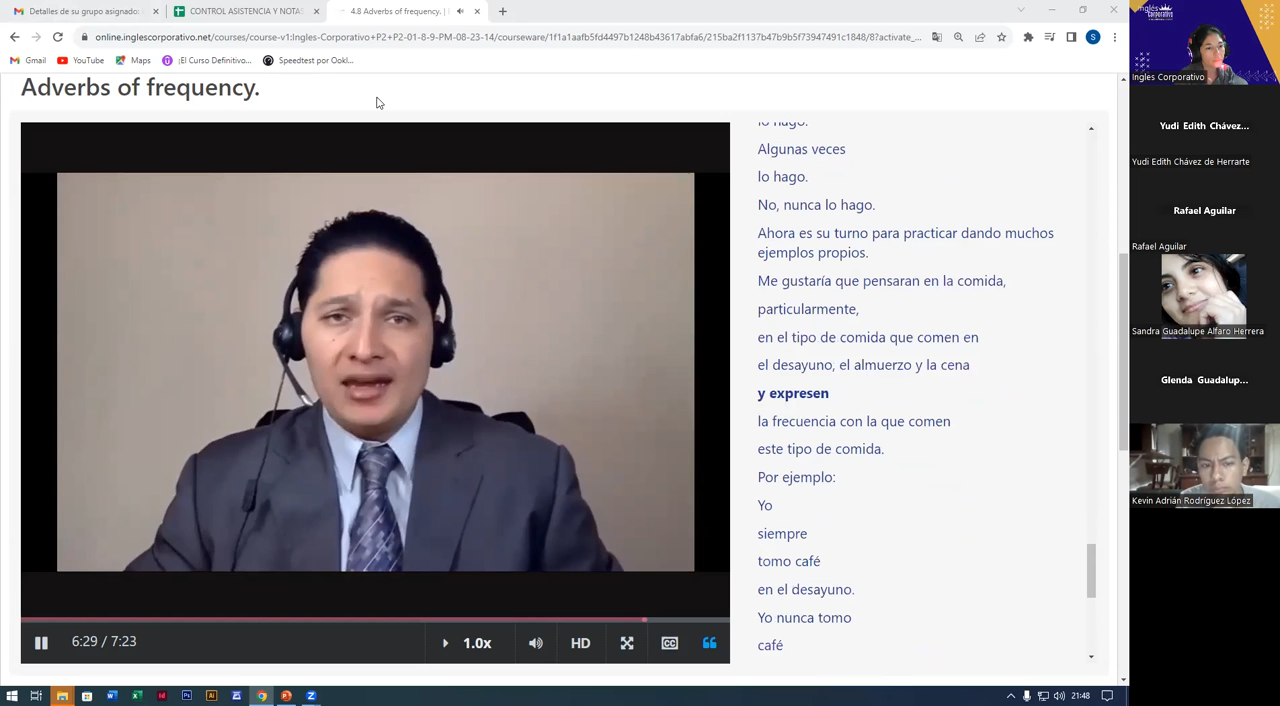 Detalles de su grupo asignado:
CONTROL ASISTENCIA Y NOTAS
4.8 Adverbs of frequency. |
online.inglescorporativo.net/courses/course-v1:Ingles-Corporativo+P2+P2-01-8-9-PM-08-23-14/courseware/1f1a1aafb5fd4497b1248b43617abfa6/215ba2f1137b47b9b5f73947491c1848/8?activate_...
S
Gmail
YouTube
Maps
¡El Curso Definitivo...
Speedtest por Ookl...
Adverbs of frequency.
lo hago.
Algunas veces
lo hago.
No, nunca lo hago.
Ahora es su turno para practicar dando muchos
ejemplos propios.
Me gustaría que pensaran en la comida,
particularmente,
en el tipo de comida que comen en
el desayuno, el almuerzo y la cena
y expresen
la frecuencia con la que comen
este tipo de comida.
Por ejemplo:
Yo
siempre
tomo café
en el desayuno.
Yo nunca tomo
café
6:29 / 7:23
1.0x
HD
CC
21:48
Inglés
Corporativo
Ingles Corporativo
Yudi Edith Chávez...
Yudi Edith Chávez de Herrarte
Rafael Aguilar
Rafael Aguilar
Sandra Guadalupe Alfaro Herrera
Glenda Guadalup...
Kevin Adrián Rodríguez López